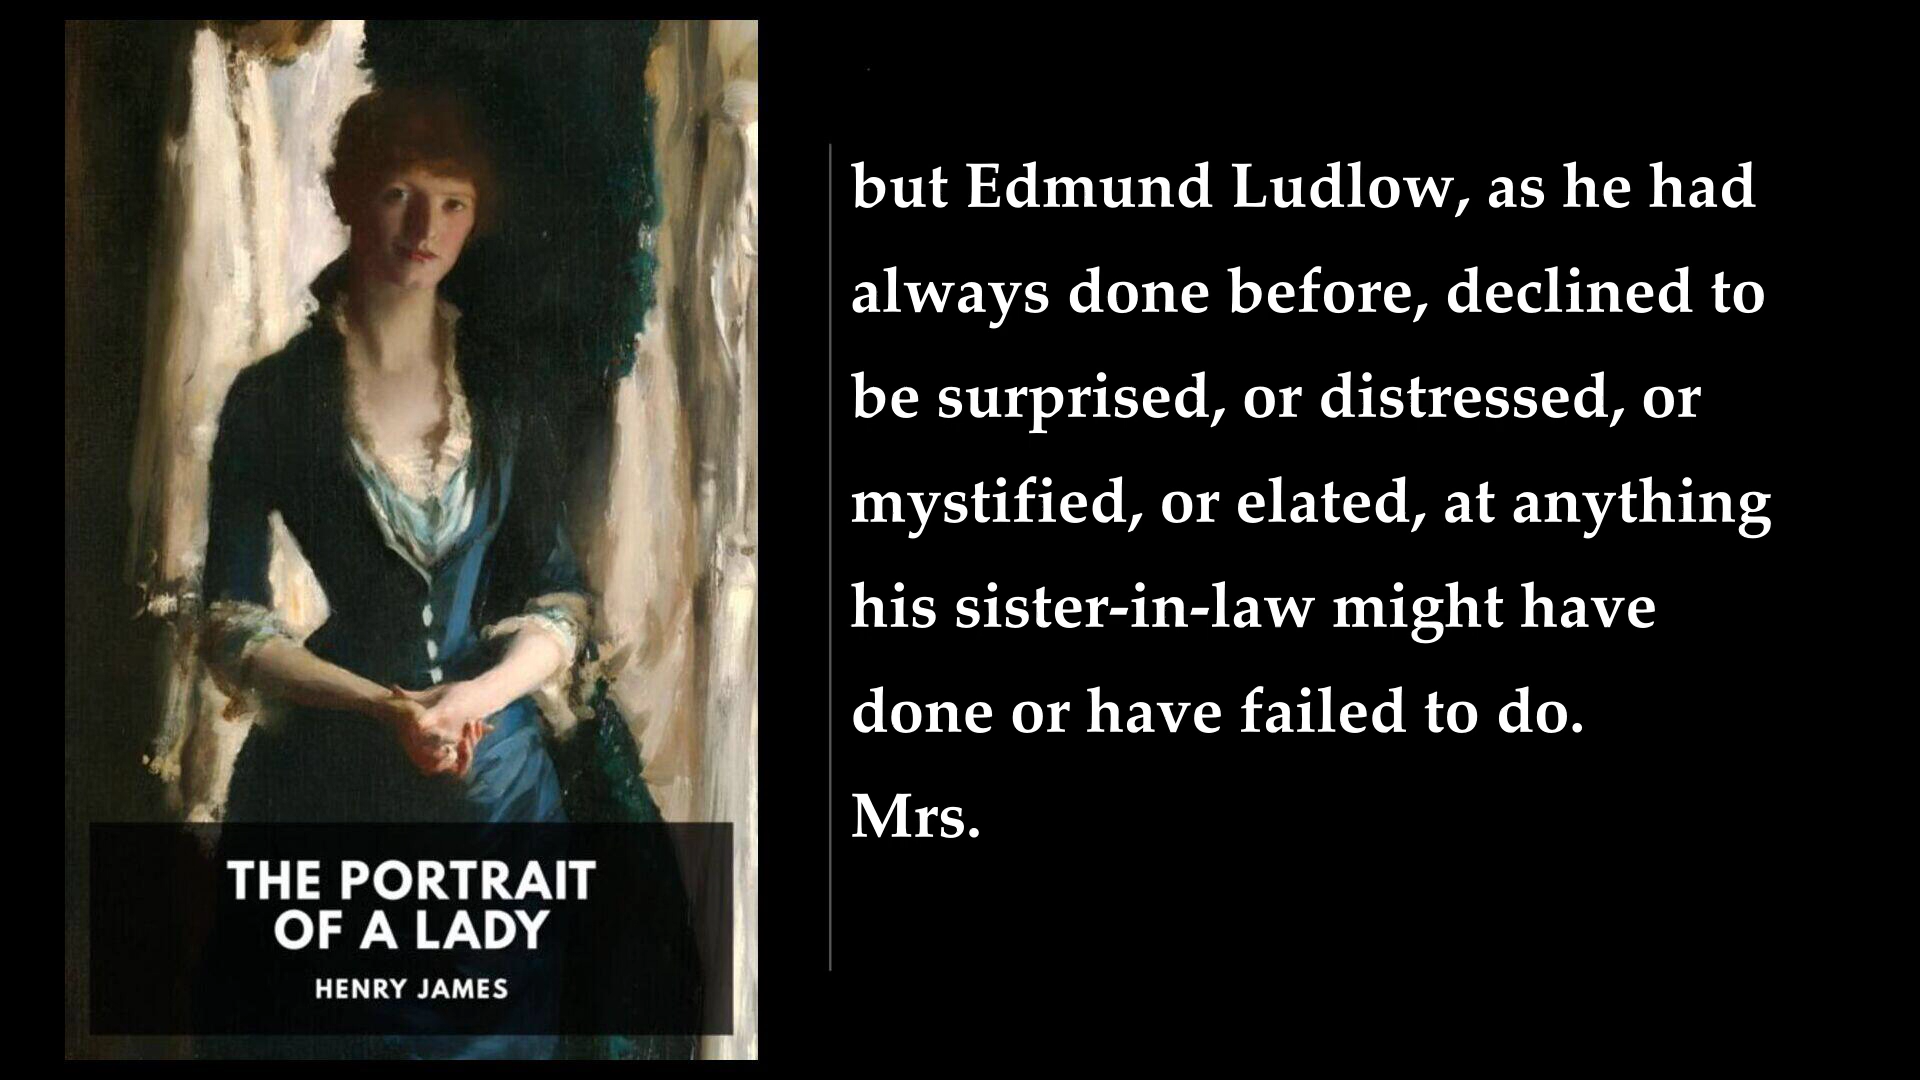 THE PORTRAIT
OF A LADY
HENRY JAMES
but Edmund Ludlow, as he had
always done before, declined to
be surprised, or distressed, or
mystified, or elated, at anything
his sister-in-law might have
done or have failed to do.
Mrs.